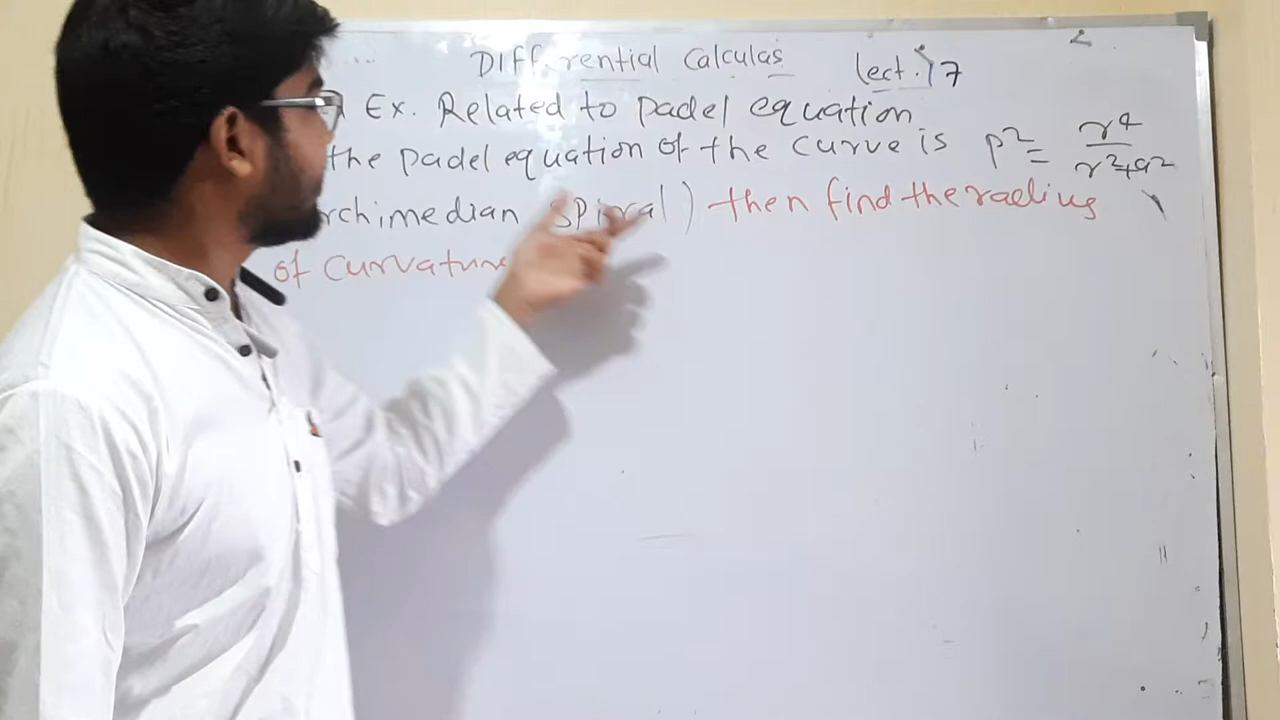 Differential Calculas lect. 17
Ex. Related to padel equation
the padel equation of the curve is p² = r⁴/r²+a²
rchimedian spiral) then find the radius
of curvature